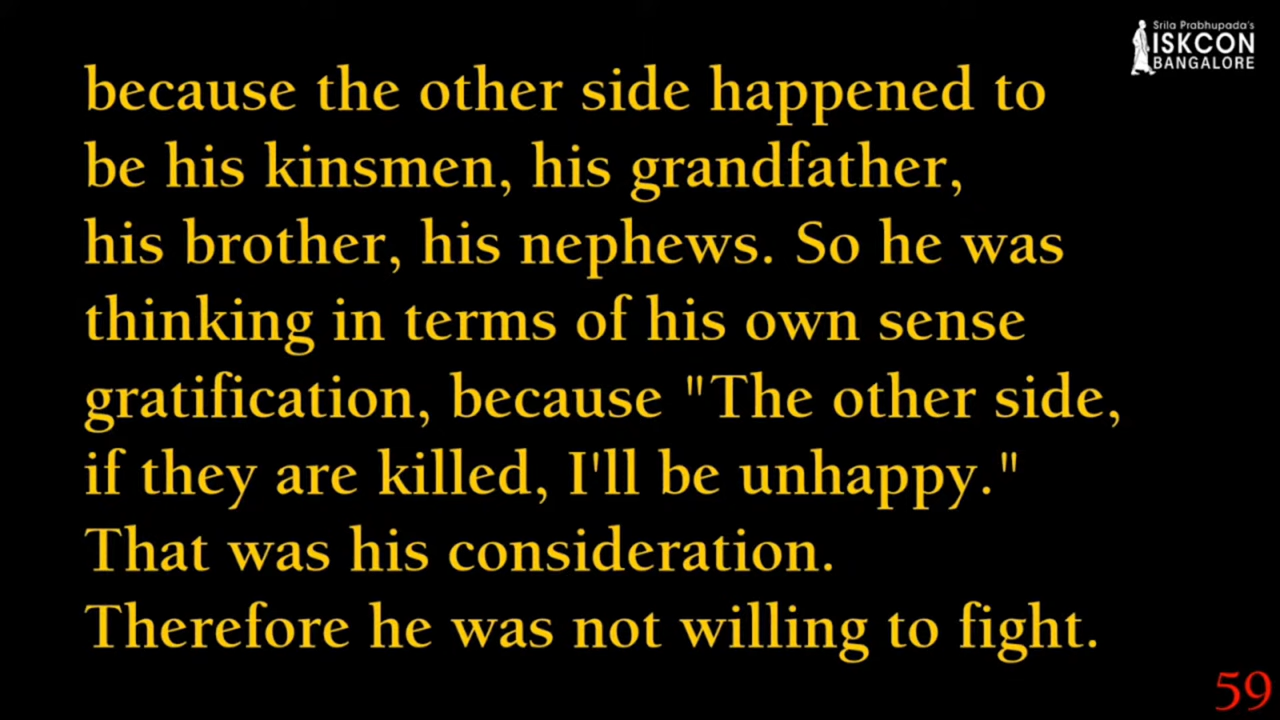 Srila Prabhupada's
ISKCON
BANGALORE
because the other side happened to
be his kinsmen, his grandfather,
his brother, his nephews. So he was
thinking in terms of his own sense
gratification, because "The other side,
if they are killed, I'll be unhappy."
That was his consideration.
Therefore he was not willing to fight.
59